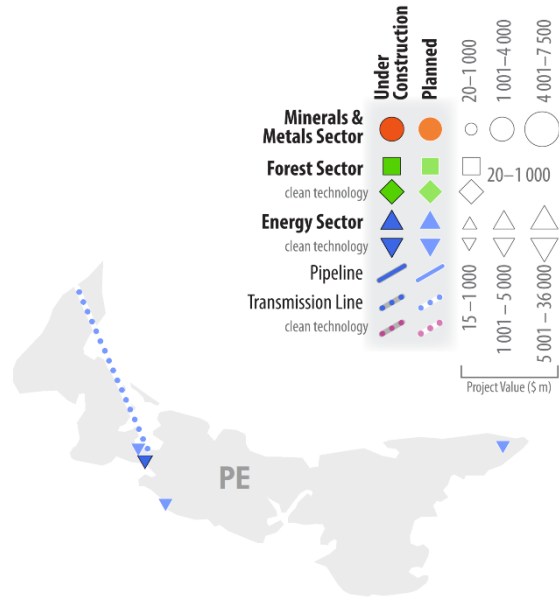 Under
Construction
Planned
20–1 000
1 001–4 000
4 001–7 500
Minerals &
Metals Sector
Forest Sector
20–1 000
clean technology
Energy Sector
clean technology
Pipeline
Transmission Line
clean technology
15–1 000
1 001–5 000
5 001–36 000
Project Value ($ m)
PE